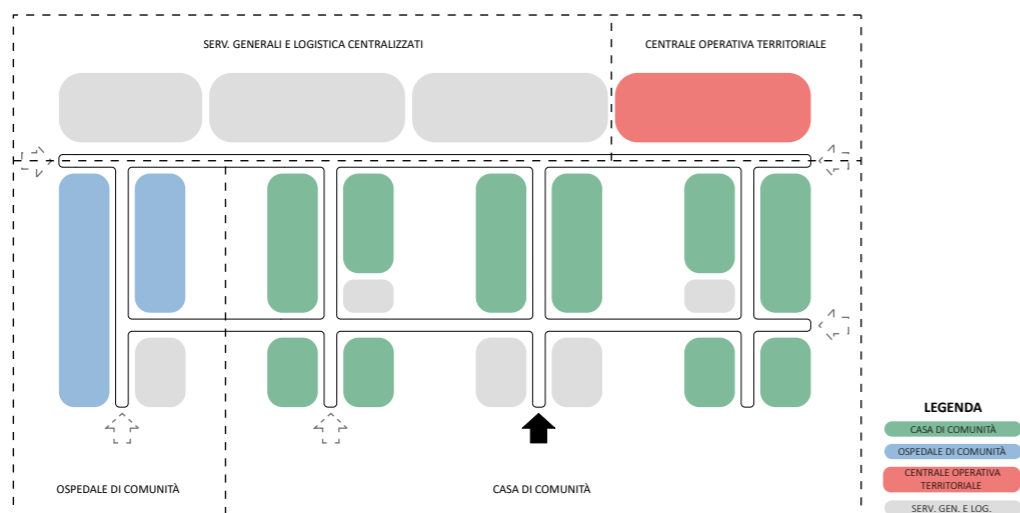 SERV. GENERALI E LOGISTICA CENTRALIZZATI
CENTRALE OPERATIVA TERRITORIALE
OSPEDALE DI COMUNITÀ
CASA DI COMUNITÀ
LEGENDA
CASA DI COMUNITÀ
OSPEDALE DI COMUNITÀ
CENTRALE OPERATIVA
TERRITORIALE
SERV. GEN. E LOG.